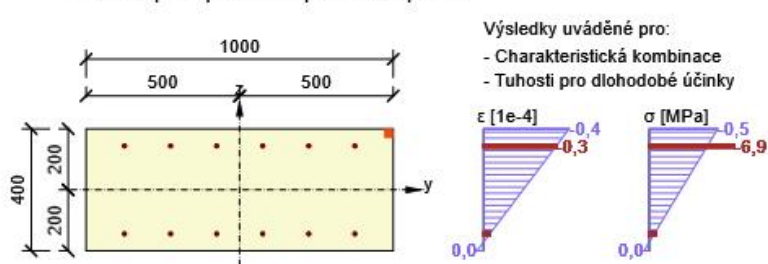 Výsledky uváděné pro:
- Charakteristická kombinace
- Tuhosti pro dlohodobé účinky
1000
500 500
z
ε [1e-4] σ [MPa]
-0,4 -0,5
-0,3 -6,9
200
400
y
200
0,0 0,0